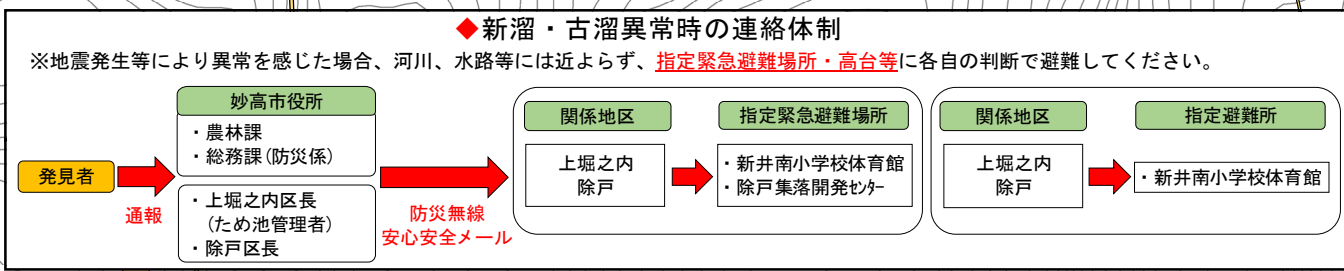 ◆新溜・古溜異常時の連絡体制
※地震発生等により異常を感じた場合、河川、水路等には近よらず、指定緊急避難場所・高台等に各自の判断で避難してください。
発見者
通報
妙高市役所
・農林課
・総務課(防災係)
・上堀之内区長
(ため池管理者)
・除戸区長
防災無線
安心安全メール
関係地区
上堀之内
除戸
指定緊急避難場所
・新井南小学校体育館
・除戸集落開発ｾﾝﾀｰ
関係地区
上堀之内
除戸
指定避難所
・新井南小学校体育館